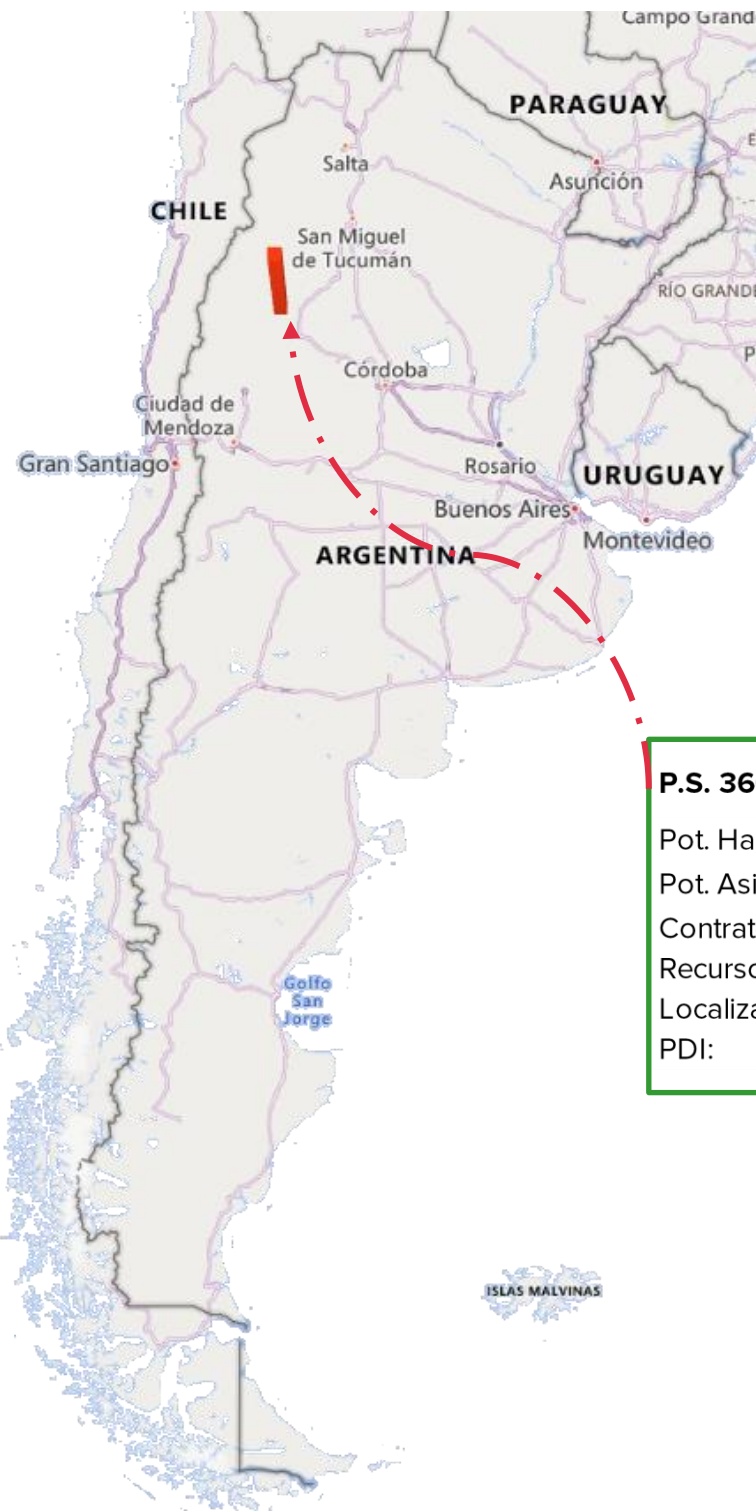 Campo Grand
PARAGUAY
Salta
Asunción
CHILE
San Miguel
de Tucumán
RÍO GRANDE
Córdoba
Ciudad de
Mendoza
Gran Santiago
Rosario
URUGUAY
Buenos Aires
Montevideo
ARGENTINA
P.S. 36
Pot. Ha
Pot. Asi
Contrat
Recurso
Localiza
PDI:
Golfo
San
Jorge
ISLAS MALVINAS